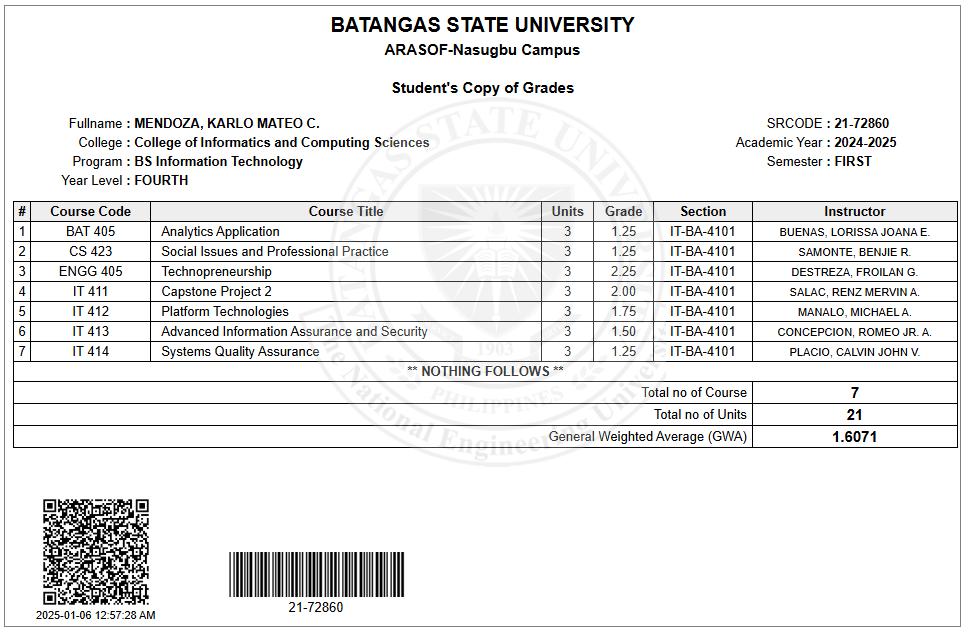 BATANGAS STATE UNIVERSITY
ARASOF-Nasugbu Campus
Student's Copy of Grades
Fullname : MENDOZA, KARLO MATEO C. SRCODE : 21-72860
College : College of Informatics and Computing Sciences Academic Year : 2024-2025
Program : BS Information Technology Semester : FIRST
Year Level : FOURTH
# Course Code Course Title Units Grade Section Instructor
1 BAT 405 Analytics Application 3 1.25 IT-BA-4101 BUENAS, LORISSA JOANA E.
2 CS 423 Social Issues and Professional Practice 3 1.25 IT-BA-4101 SAMONTE, BENJIE R.
3 ENGG 405 Technopreneurship 3 2.25 IT-BA-4101 DESTREZA, FROILAN G.
4 IT 411 Capstone Project 2 3 2.00 IT-BA-4101 SALAC, RENZ MERVIN A.
5 IT 412 Platform Technologies 3 1.75 IT-BA-4101 MANALO, MICHAEL A.
6 IT 413 Advanced Information Assurance and Security 3 1.50 IT-BA-4101 CONCEPCION, ROMEO JR. A.
7 IT 414 Systems Quality Assurance 3 1.25 IT-BA-4101 PLACIO, CALVIN JOHN V.
** NOTHING FOLLOWS **
Total no of Course 7
Total no of Units 21
General Weighted Average (GWA) 1.6071
BATANGAS STATE UNIVERSITY
1903
PHILIPPINES
The National Engineering University
2025-01-06 12:57:28 AM
21-72860